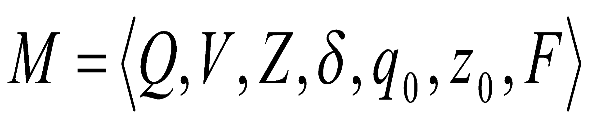 M = ⟨Q, V, Z, δ, q₀, z₀, F⟩